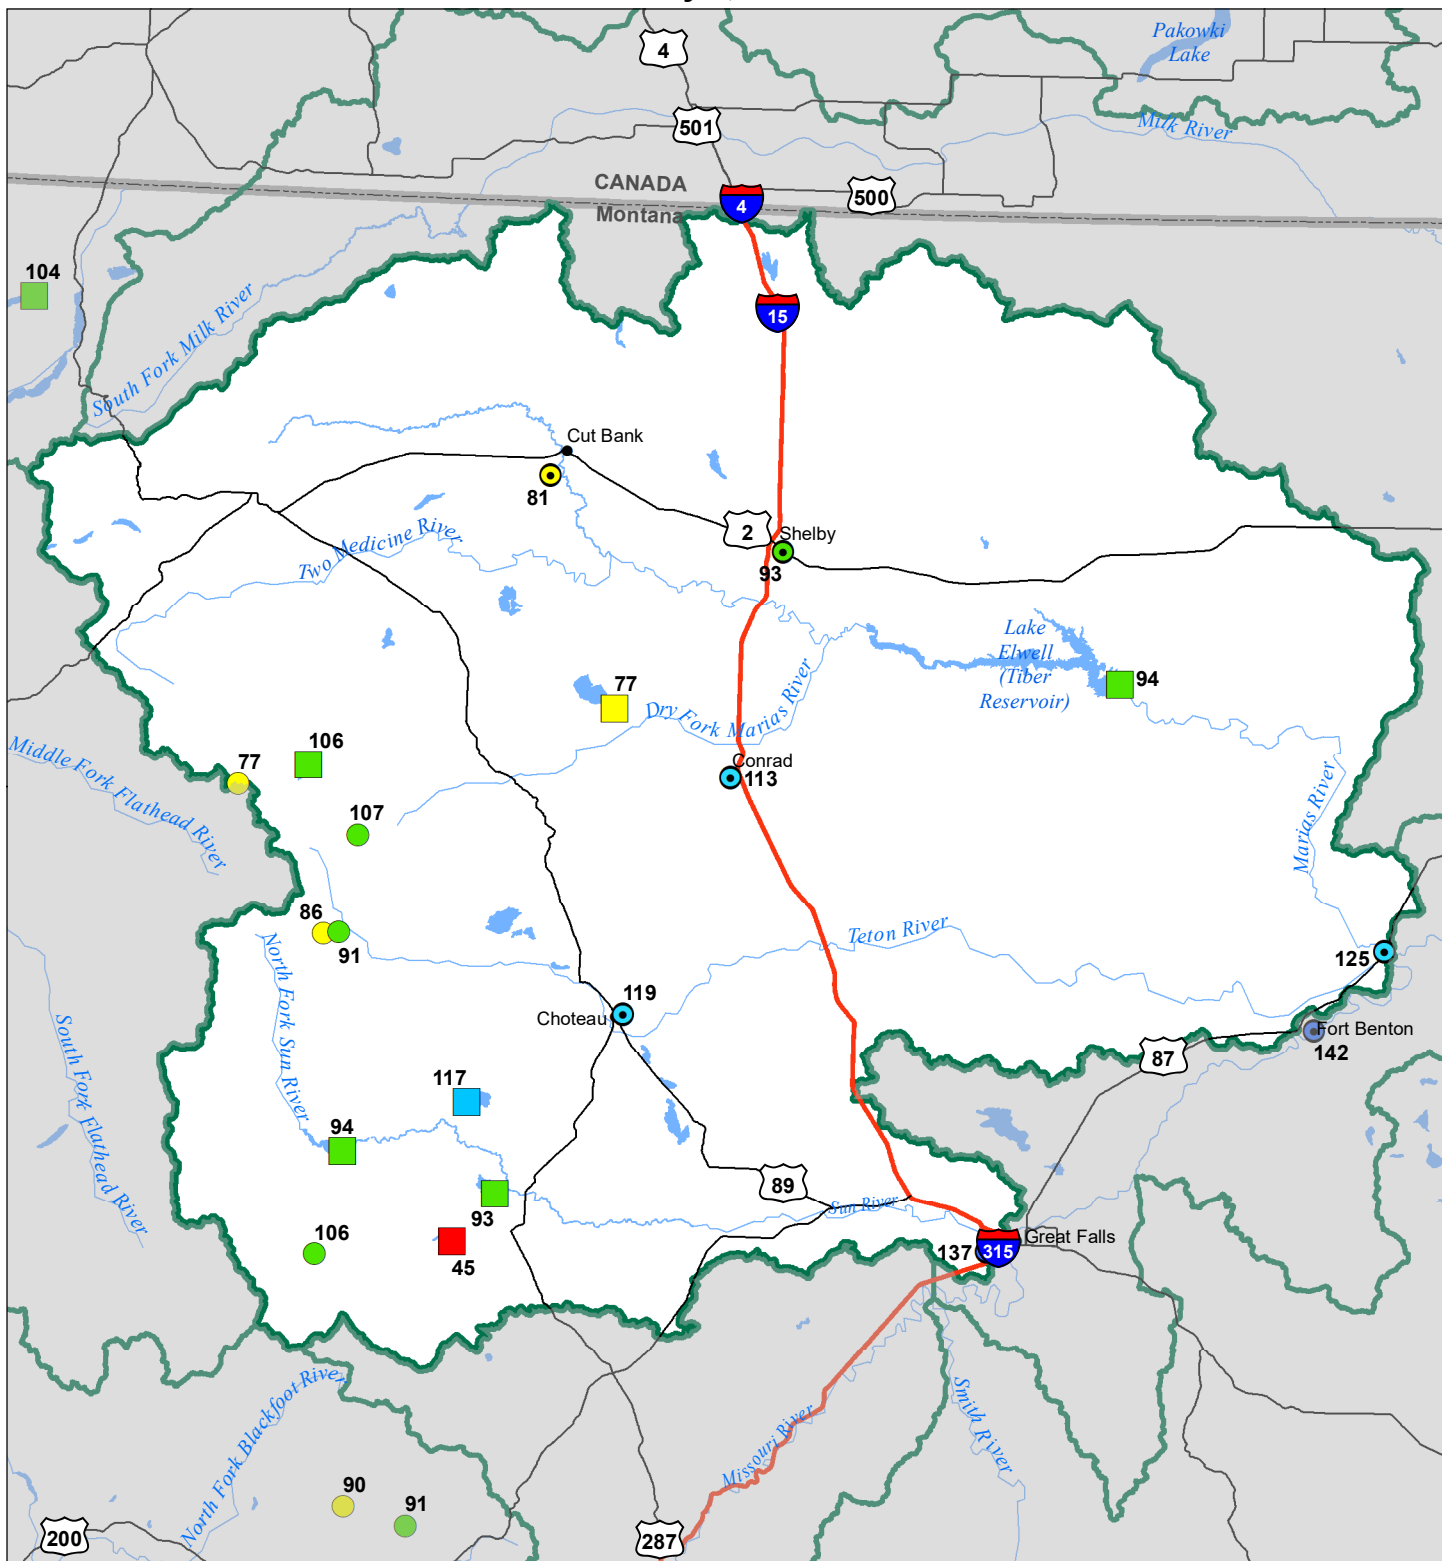 4
Pakowki
Lake
501
Milk River
CANADA
Montana
4
500
104
15
South Fork Milk River
Cut Bank
81
2
Shelby
93
Two Medicine River
Lake
Elwell
(Tiber
Reservoir)
94
77
Dry Fork Marias River
Middle Fork Flathead River
77
106
Conrad
113
107
Marias River
86
91
North Fork Sun River
Teton River
125
119
Choteau
Fort Benton
142
87
South Fork Flathead River
117
94
89
Sun River
93
106
45
137
315
Great Falls
North Fork Blackfoot River
Missouri River
Smith River
90
91
200
287